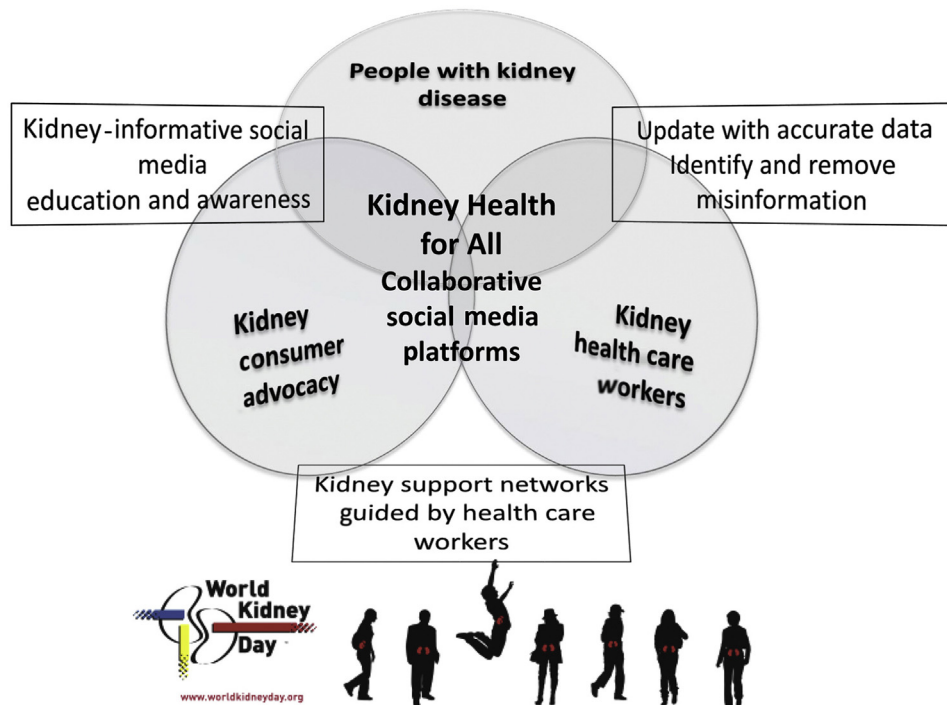 People with kidney
disease
Kidney-informative social
media
education and awareness
Update with accurate data
Identify and remove
misinformation
Kidney Health
for All
Collaborative
social media
platforms
Kidney
consumer
advocacy
Kidney
health care
workers
Kidney support networks
guided by health care
workers
World
Kidney
Day
www.worldkidneyday.org